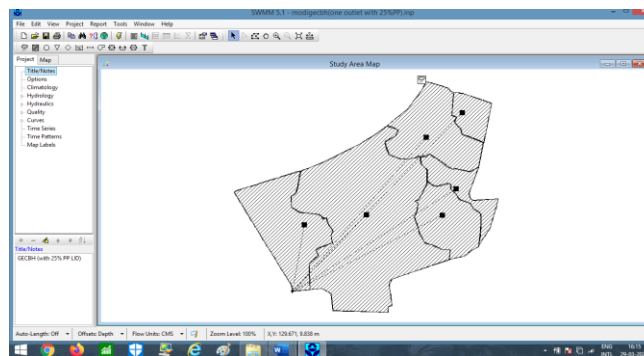 SWMM 5.1 - modigecbh(one outlet with 25%PP).inp
File Edit View Project Report Tools Window Help
Project Map
Study Area Map
Title/Notes
Options
Climatology
Hydrology
Hydraulics
Quality
Curves
Time Series
Time Patterns
Map Labels
Title/Notes
GECBH (with 25% PP LID)
Auto-Length: Off Offsets: Depth Flow Units: CMS Zoom Level: 100% X,Y: 129.671, 9.838 m
ENG 16:15
INTL